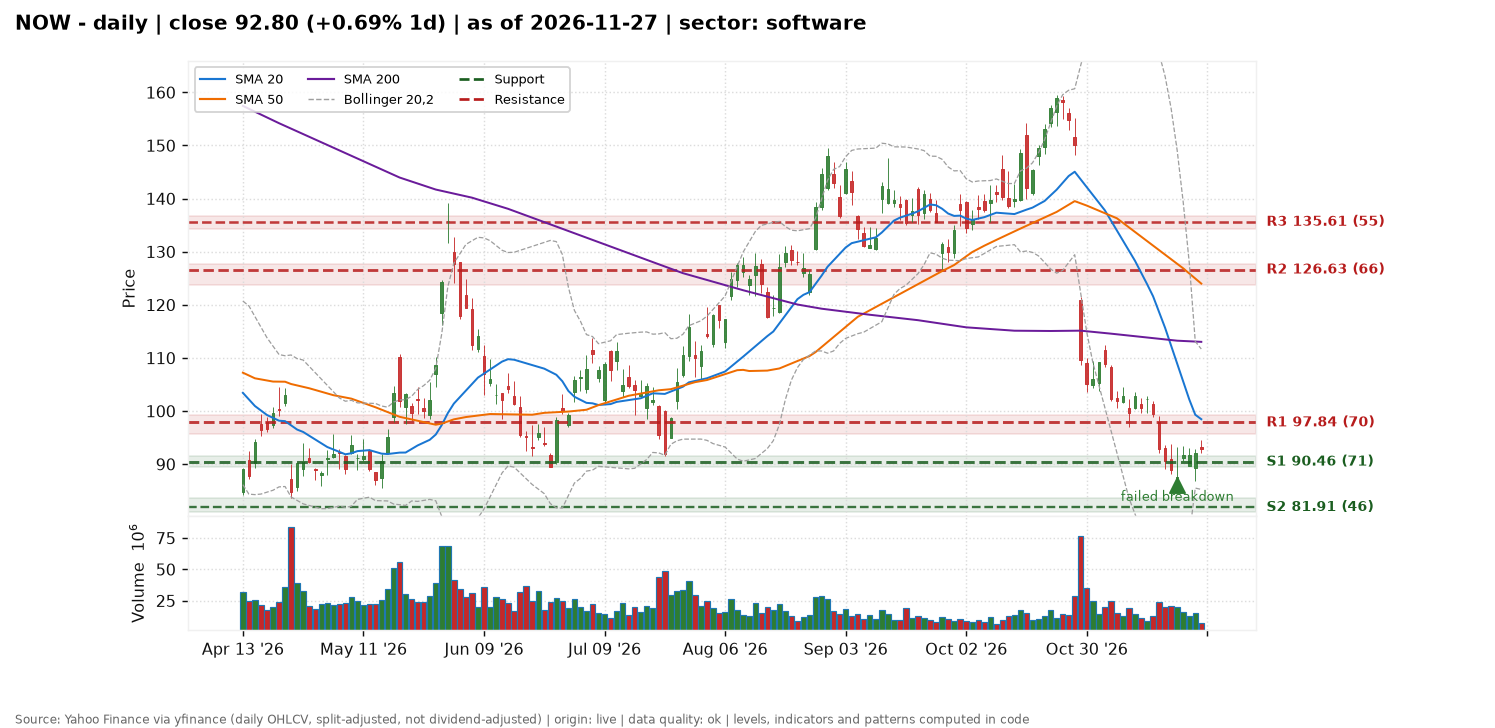 NOW - daily | close 92.80 (+0.69% 1d) | as of 2026-11-27 | sector: software
SMA 20
SMA 50
SMA 200
Bollinger 20,2
Support
Resistance
Price
160
150
140
130
120
110
100
90
R3 135.61 (55)
R2 126.63 (66)
R1 97.84 (70)
S1 90.46 (71)
S2 81.91 (46)
failed breakdown
Volume 10⁶
75
50
25
Apr 13 '26
May 11 '26
Jun 09 '26
Jul 09 '26
Aug 06 '26
Sep 03 '26
Oct 02 '26
Oct 30 '26
Source: Yahoo Finance via yfinance (daily OHLCV, split-adjusted, not dividend-adjusted) | origin: live | data quality: ok | levels, indicators and patterns computed in code